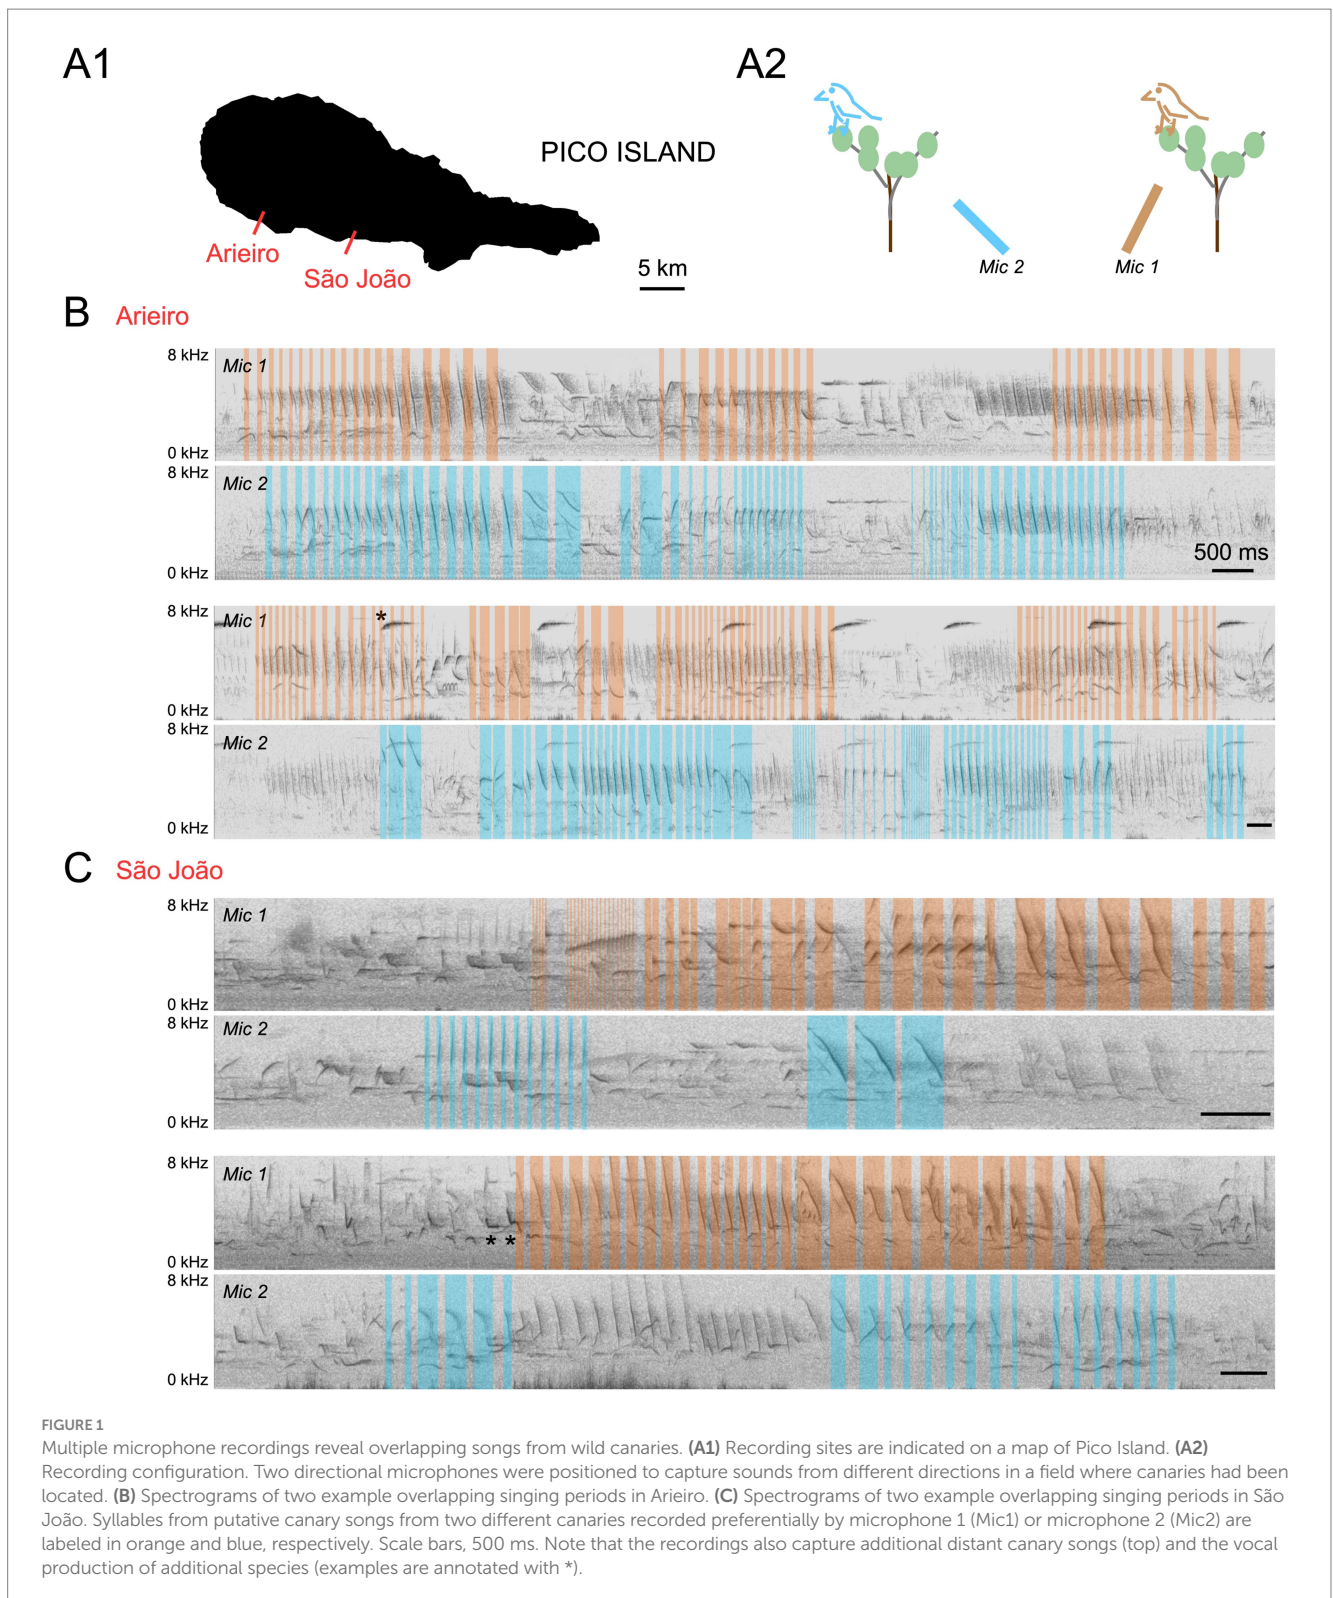 A1
A2
PICO ISLAND
Arieiro
São João
5 km
Mic 2
Mic 1
B Arieiro
8 kHz
Mic 1
0 kHz
8 kHz
Mic 2
500 ms
0 kHz
8 kHz
Mic 1
*
0 kHz
8 kHz
Mic 2
0 kHz
C São João
8 kHz
Mic 1
0 kHz
8 kHz
Mic 2
0 kHz
8 kHz
Mic 1
* *
0 kHz
8 kHz
Mic 2
0 kHz
FIGURE 1
Multiple microphone recordings reveal overlapping songs from wild canaries. (A1) Recording sites are indicated on a map of Pico Island. (A2)
Recording configuration. Two directional microphones were positioned to capture sounds from different directions in a field where canaries had been
located. (B) Spectrograms of two example overlapping singing periods in Arieiro. (C) Spectrograms of two example overlapping singing periods in São
João. Syllables from putative canary songs from two different canaries recorded preferentially by microphone 1 (Mic1) or microphone 2 (Mic2) are
labeled in orange and blue, respectively. Scale bars, 500 ms. Note that the recordings also capture additional distant canary songs (top) and the vocal
production of additional species (examples are annotated with *).